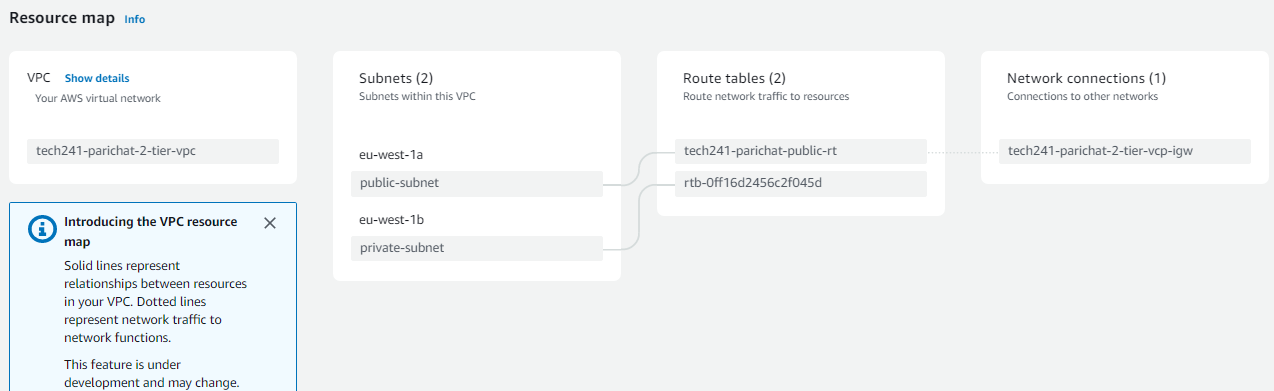 Resource map Info
VPC Show details
Your AWS virtual network
tech241-parichat-2-tier-vpc
Introducing the VPC resource
map
Solid lines represent
relationships between resources
in your VPC. Dotted lines
represent network traffic to
network functions.
This feature is under
development and may change.
Subnets (2)
Subnets within this VPC
eu-west-1a
public-subnet
eu-west-1b
private-subnet
Route tables (2)
Route network traffic to resources
tech241-parichat-public-rt
rtb-0ff16d2456c2f045d
Network connections (1)
Connections to other networks
tech241-parichat-2-tier-vcp-igw